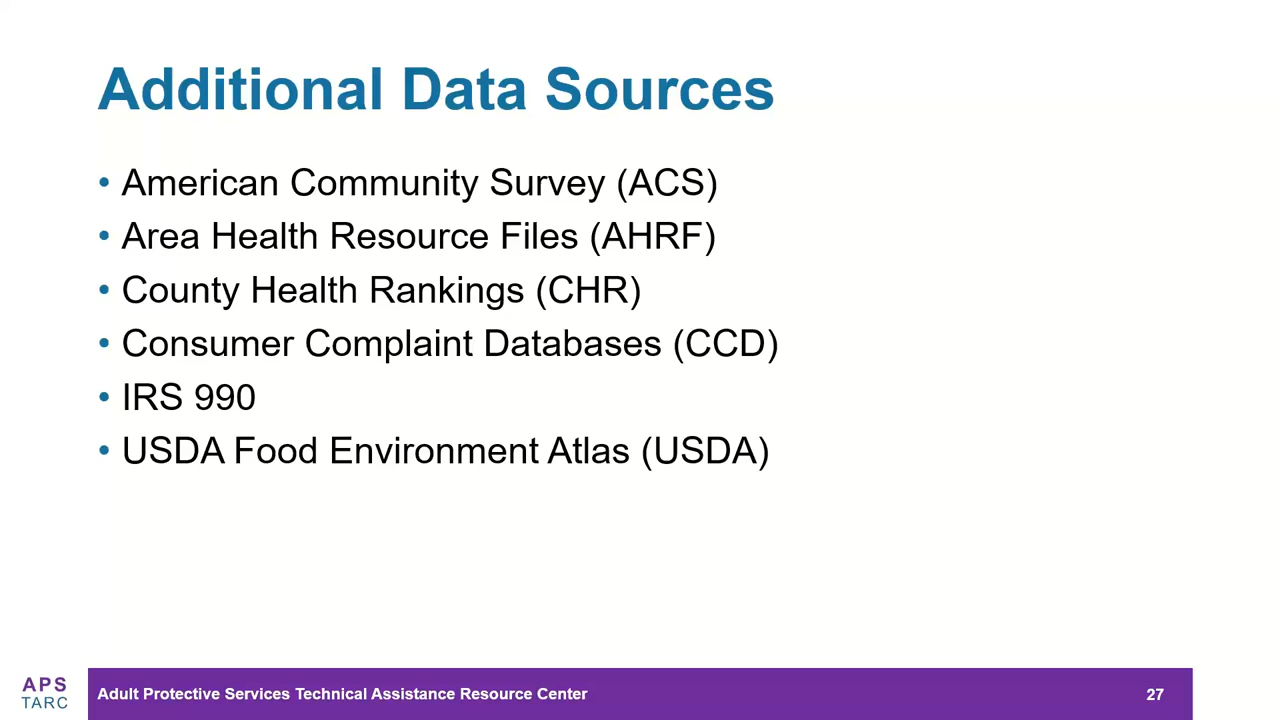 Additional Data Sources
• American Community Survey (ACS)
• Area Health Resource Files (AHRF)
• County Health Rankings (CHR)
• Consumer Complaint Databases (CCD)
• IRS 990
• USDA Food Environment Atlas (USDA)
APS
TARC
Adult Protective Services Technical Assistance Resource Center
27